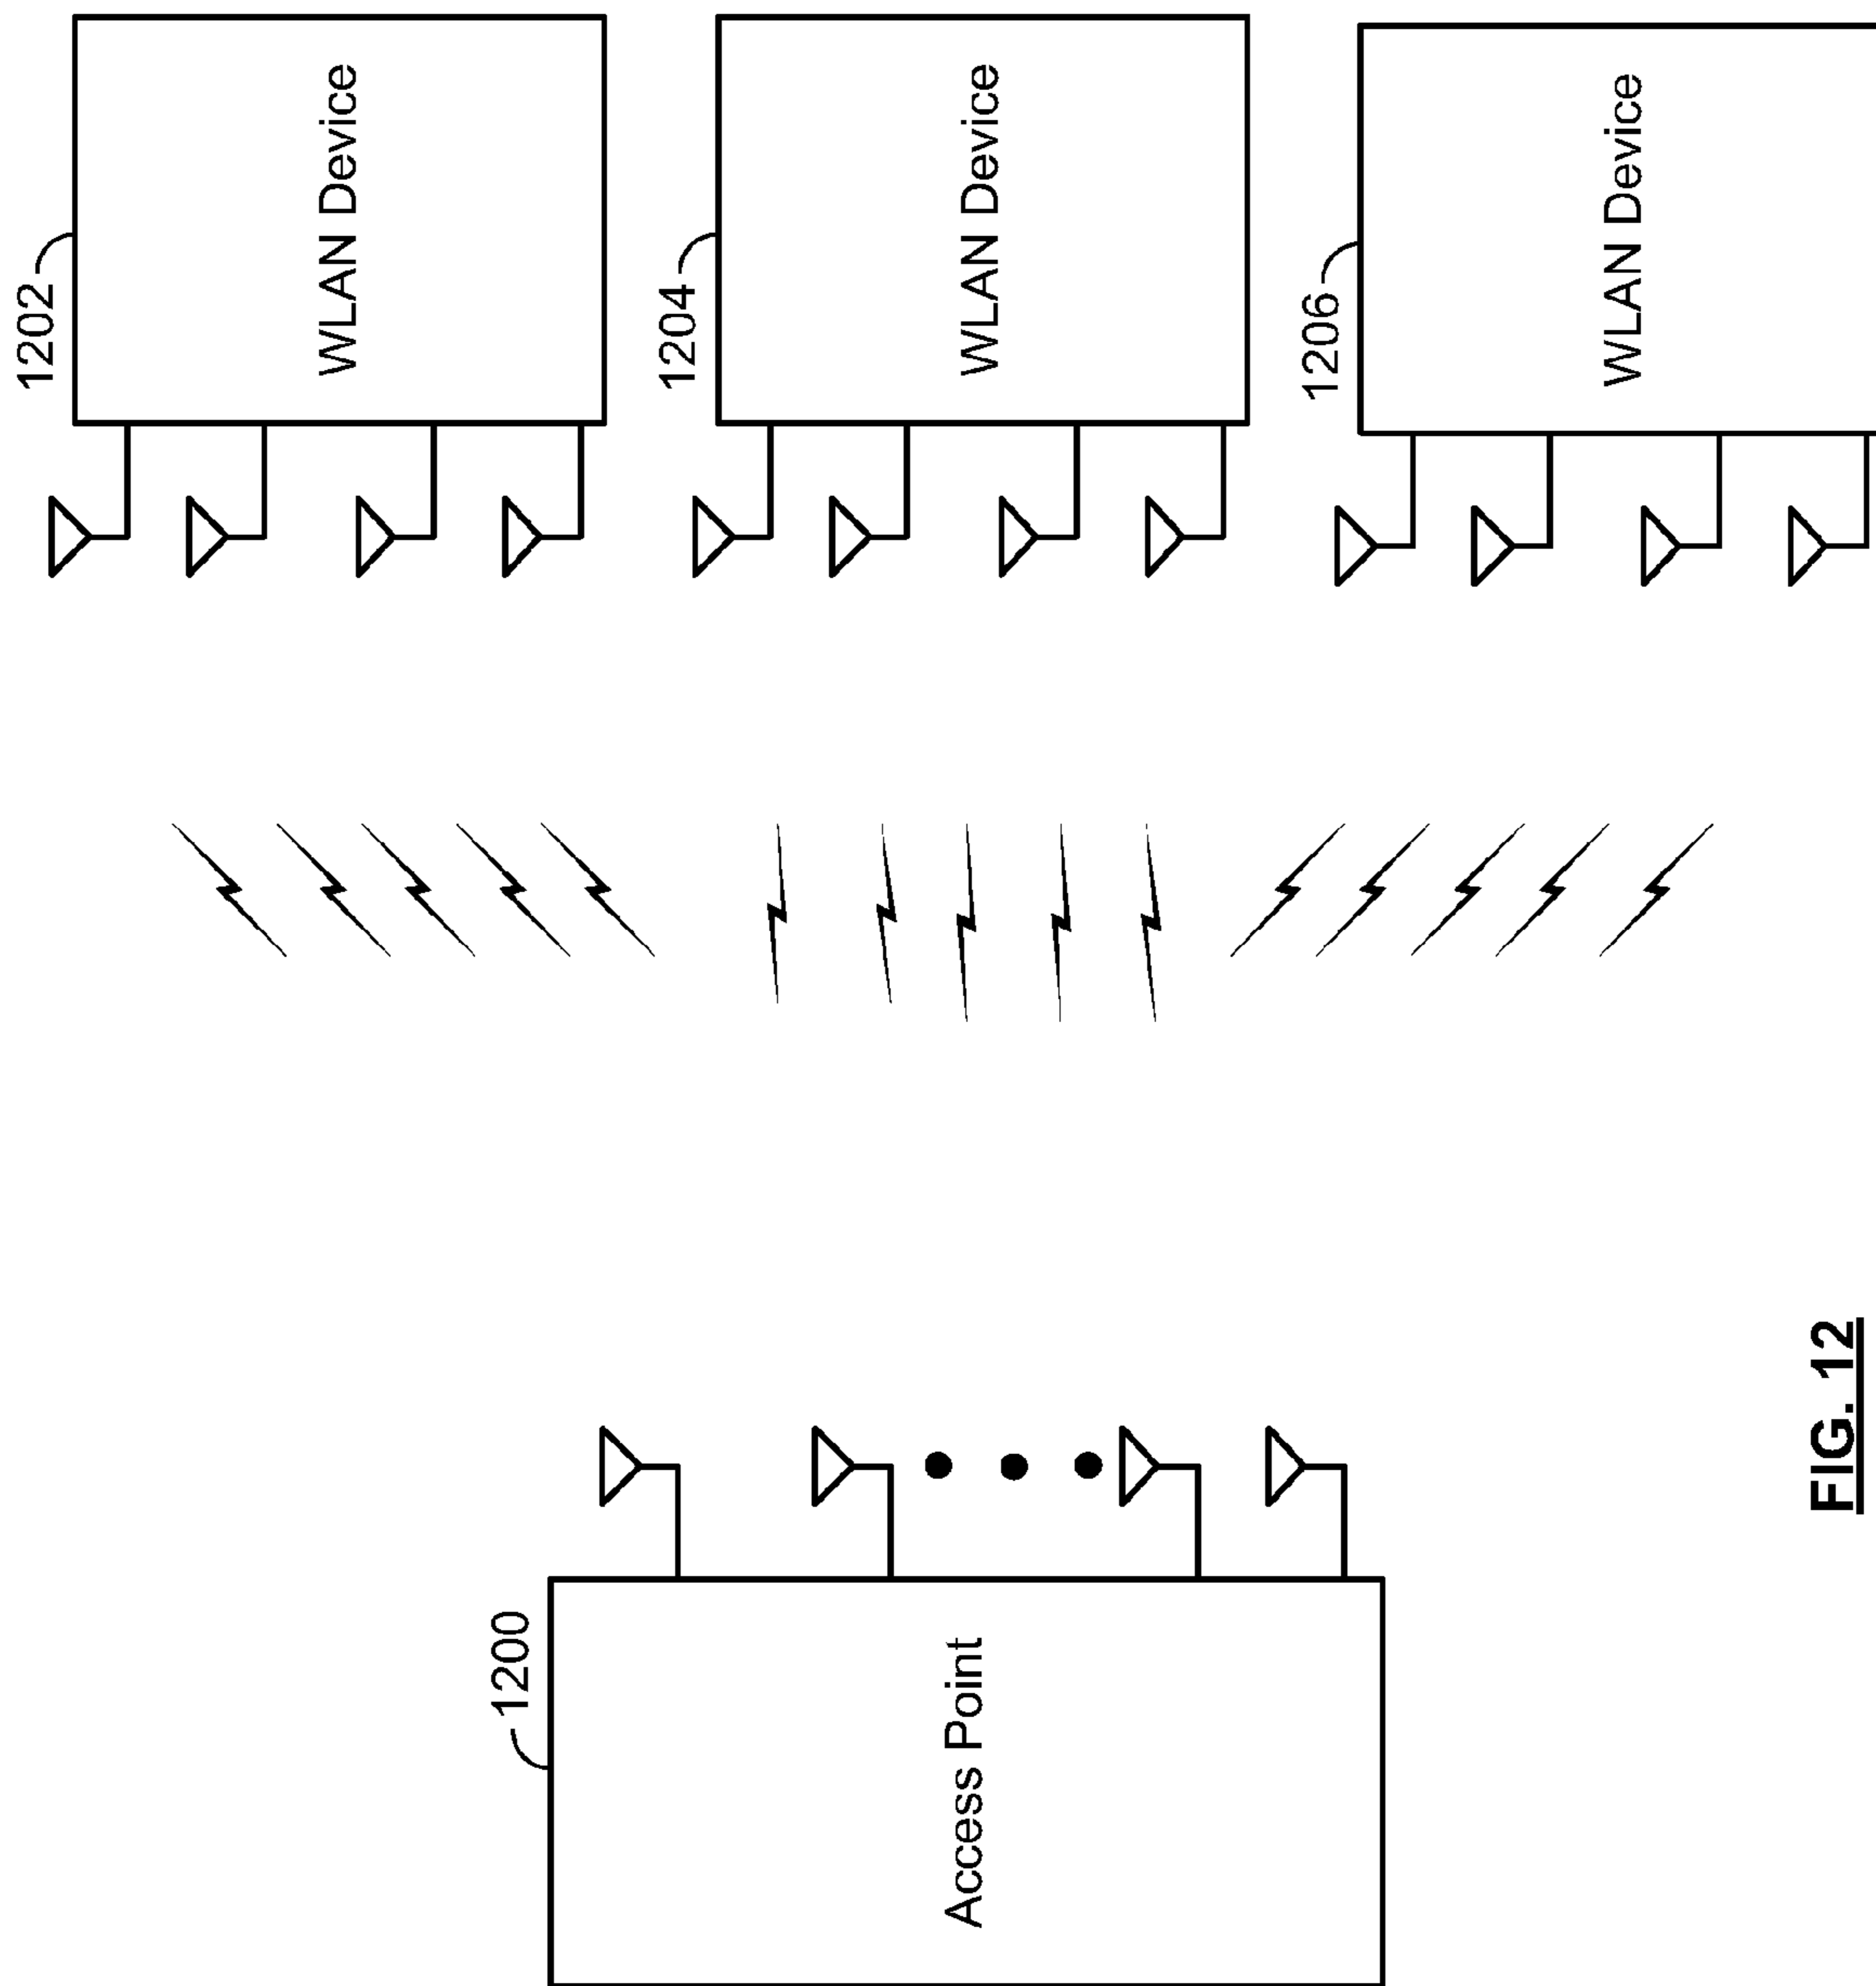 1202
WLAN Device
1204
WLAN Device
1206
WLAN Device
1200
Access Point
FIG. 12